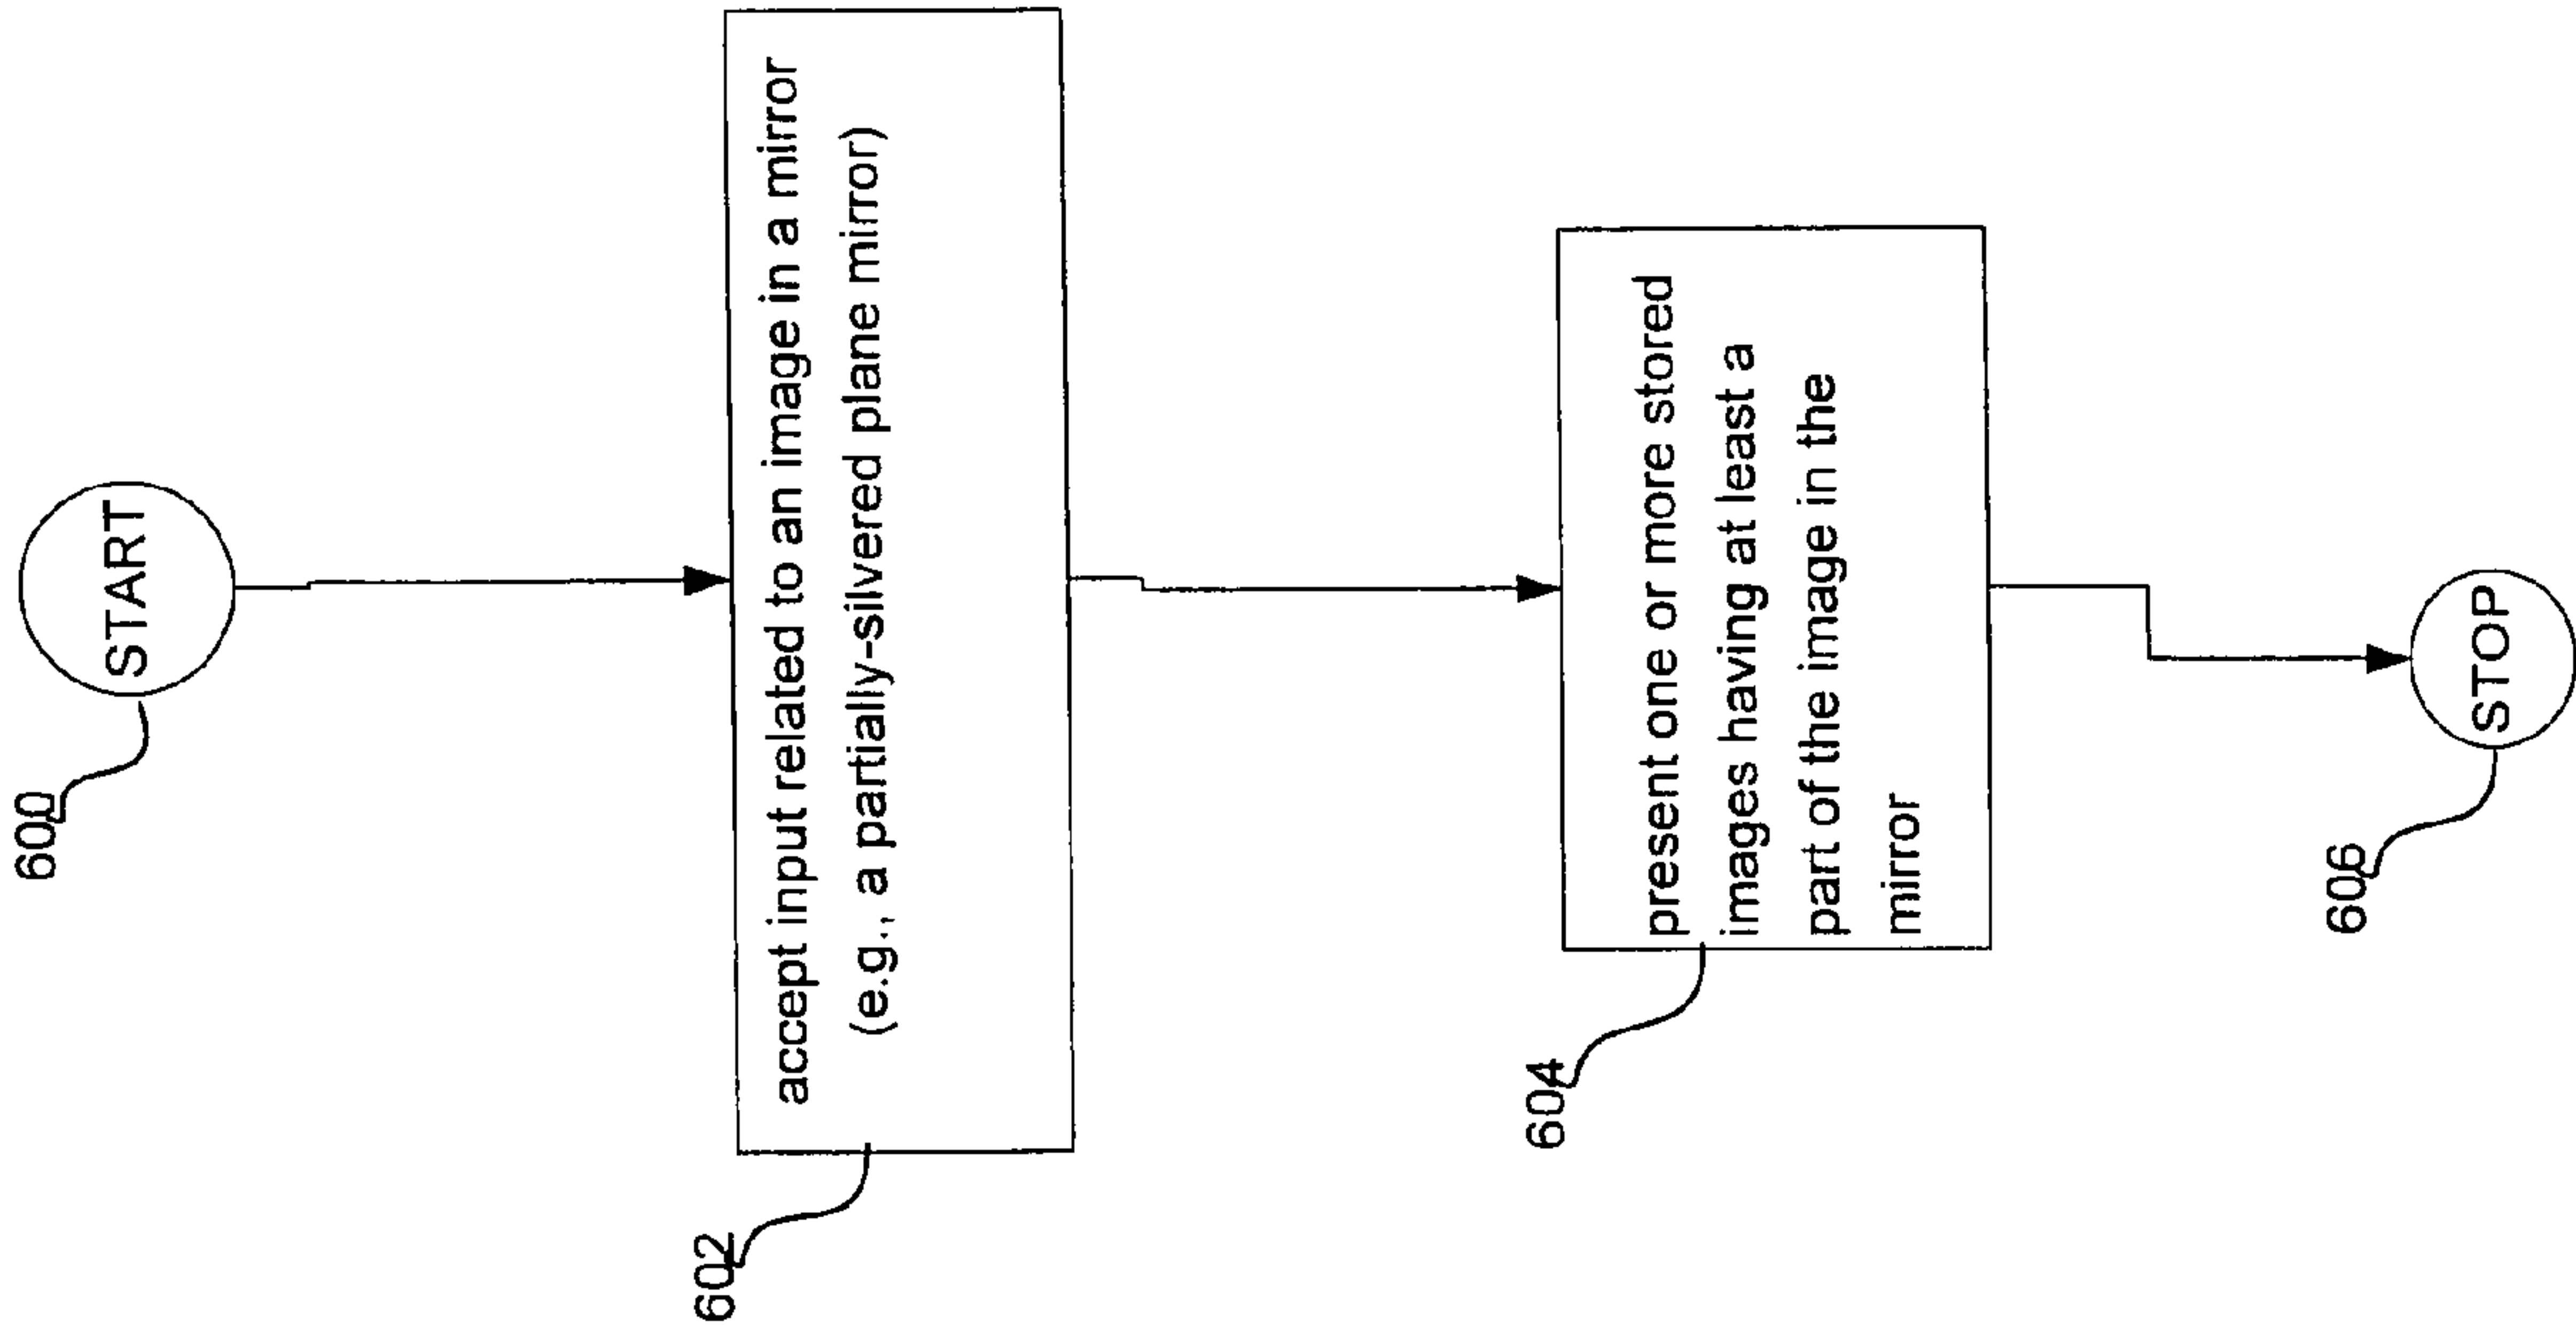 600
START
602
accept input related to an image in a mirror
(e.g., a partially-silvered plane mirror)
604
present one or more stored
images having at least a
part of the image in the
mirror
606
STOP